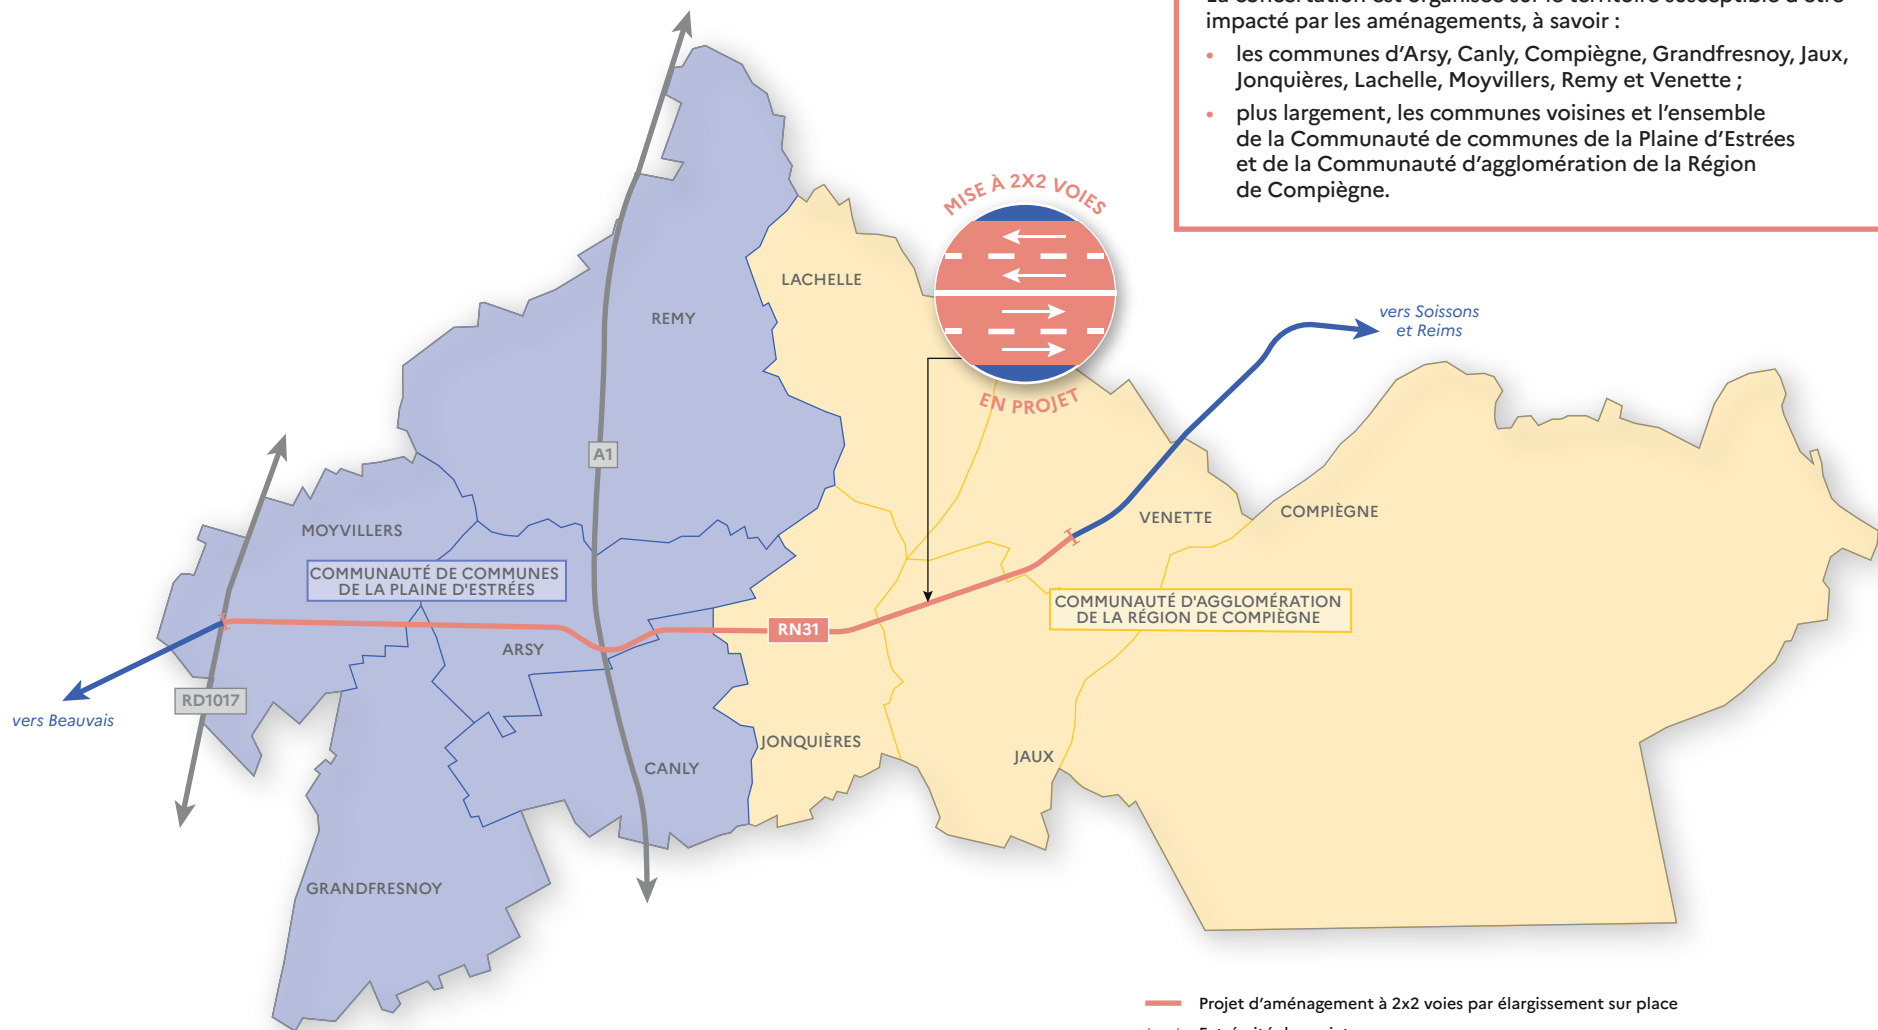 impacté par les aménagements, à savoir :
• les communes d'Arsy, Canly, Compiègne, Grandfresnoy, Jaux,
Jonquières, Lachelle, Moyvillers, Remy et Venette ;
• plus largement, les communes voisines et l'ensemble
de la Communauté de communes de la Plaine d'Estrées
et de la Communauté d'agglomération de la Région
de Compiègne.
MISE À 2X2 VOIES
EN PROJET
LACHELLE
REMY
vers Soissons
et Reims
A1
MOYVILLERS
VENETTE
COMPIÈGNE
COMMUNAUTÉ DE COMMUNES
DE LA PLAINE D'ESTRÉES
COMMUNAUTÉ D'AGGLOMÉRATION
DE LA RÉGION DE COMPIÈGNE
RN31
ARSY
RD1017
vers Beauvais
JONQUIÈRES
JAUX
CANLY
GRANDFRESNOY
Projet d'aménagement à 2x2 voies par élargissement sur place